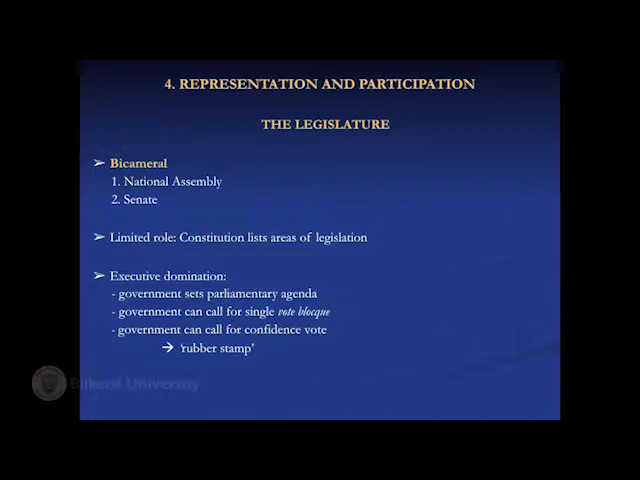 4. REPRESENTATION AND PARTICIPATION
THE LEGISLATURE
➢ Bicameral
1. National Assembly
2. Senate
➢ Limited role: Constitution lists areas of legislation
➢ Executive domination:
- government sets parliamentary agenda
- government can call for single vote blocque
- government can call for confidence vote
→ 'rubber stamp'
Bilkent University